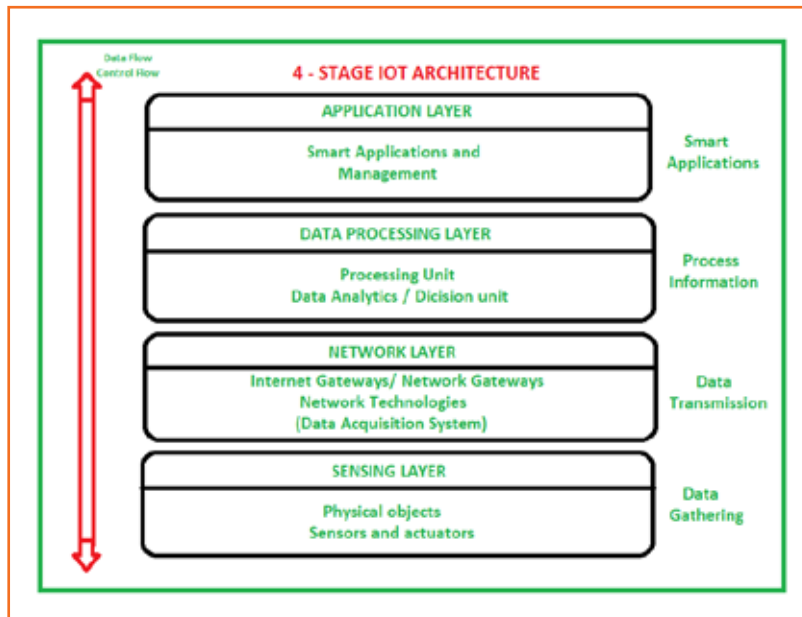 Data Flow
Control Flow
4 - STAGE IOT ARCHITECTURE
APPLICATION LAYER
Smart Applications and
Management
Smart
Applications
DATA PROCESSING LAYER
Processing Unit
Data Analytics / Dicision unit
Process
Information
NETWORK LAYER
Internet Gateways/ Network Gateways
Network Technologies
(Data Acquisition System)
Data
Transmission
SENSING LAYER
Physical objects
Sensors and actuators
Data
Gathering